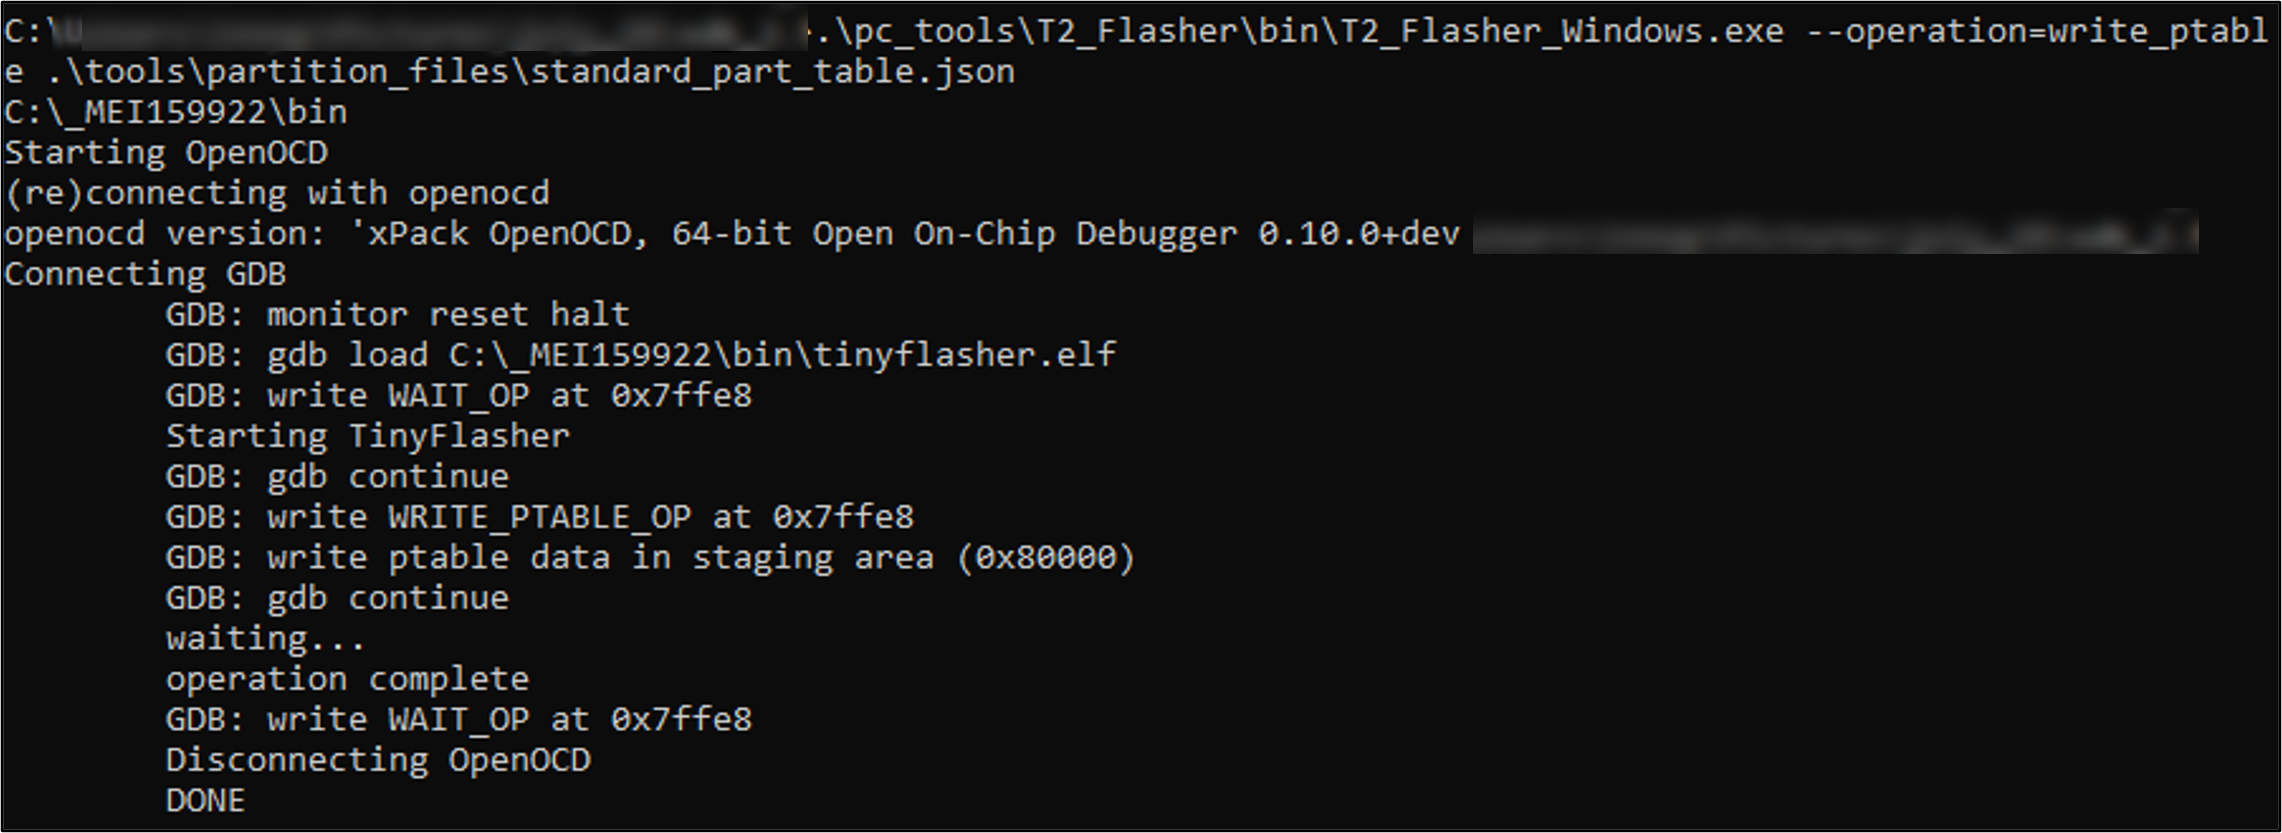 C:\ .\pc_tools\T2_Flasher\bin\T2_Flasher_Windows.exe --operation=write_ptabl
e .\tools\partition_files\standard_part_table.json
C:\_MEI159922\bin
Starting OpenOCD
(re)connecting with openocd
openocd version: 'xPack OpenOCD, 64-bit Open On-Chip Debugger 0.10.0+dev
Connecting GDB
GDB: monitor reset halt
GDB: gdb load C:\_MEI159922\bin\tinyflasher.elf
GDB: write WAIT_OP at 0x7ffe8
Starting TinyFlasher
GDB: gdb continue
GDB: write WRITE_PTABLE_OP at 0x7ffe8
GDB: write ptable data in staging area (0x80000)
GDB: gdb continue
waiting...
operation complete
GDB: write WAIT_OP at 0x7ffe8
Disconnecting OpenOCD
DONE